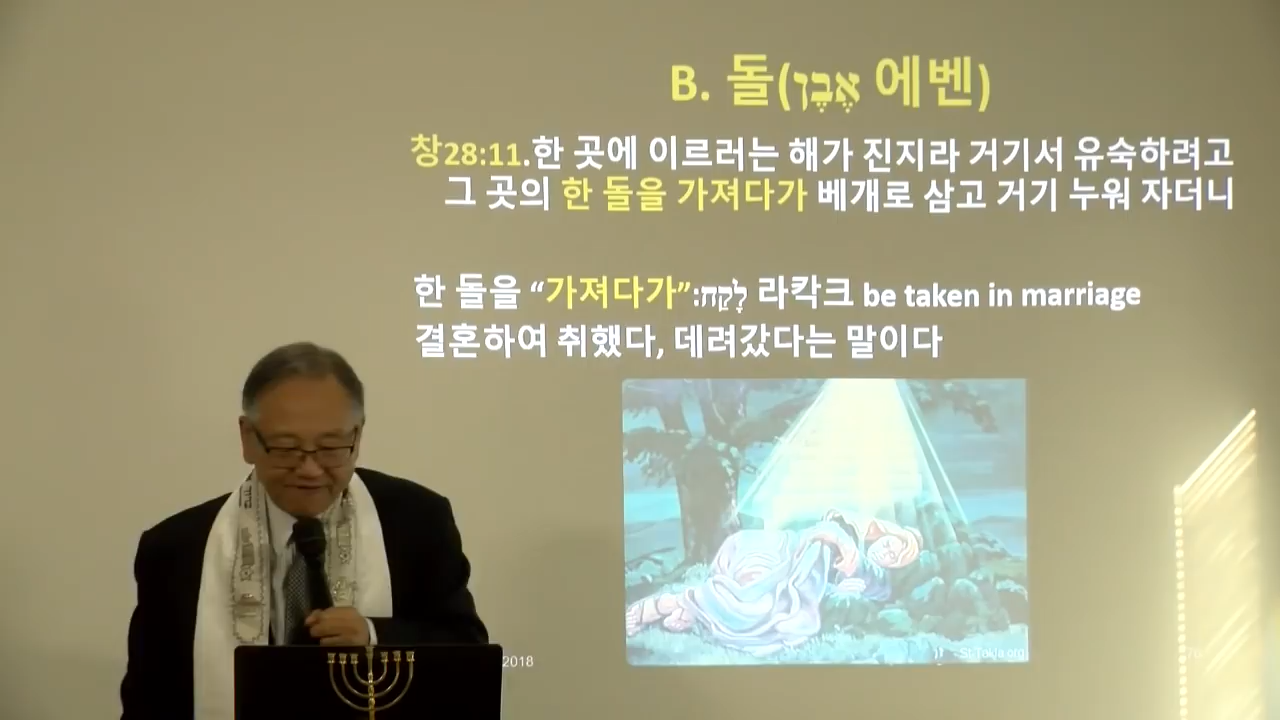 B. 돌(אֶבֶן 에벤)
창28:11.한 곳에 이르러는 해가 진지라 거기서 유숙하려고
그 곳의 한 돌을 가져다가 베개로 삼고 거기 누워 자더니
한 돌을 “가져다가”:לָקַח 라칵크 be taken in marriage
결혼하여 취했다, 데려갔다는 말이다
St-Takla.org
2018